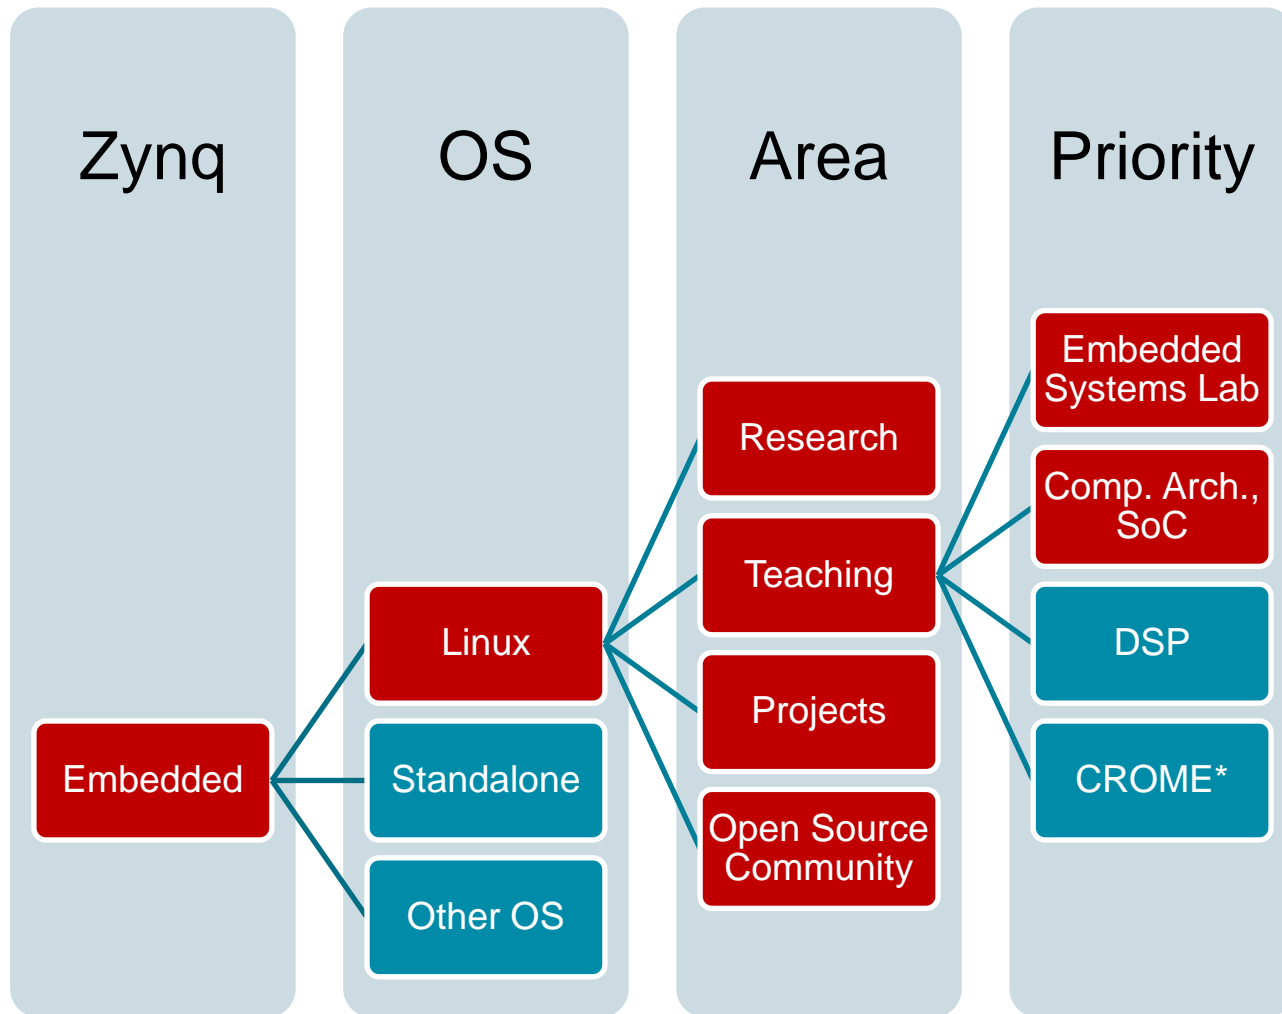 Zynq
OS
Area
Priority
Embedded
Linux
Standalone
Other OS
Research
Teaching
Projects
Open Source
Community
Embedded
Systems Lab
Comp. Arch.,
SoC
DSP
CROME*